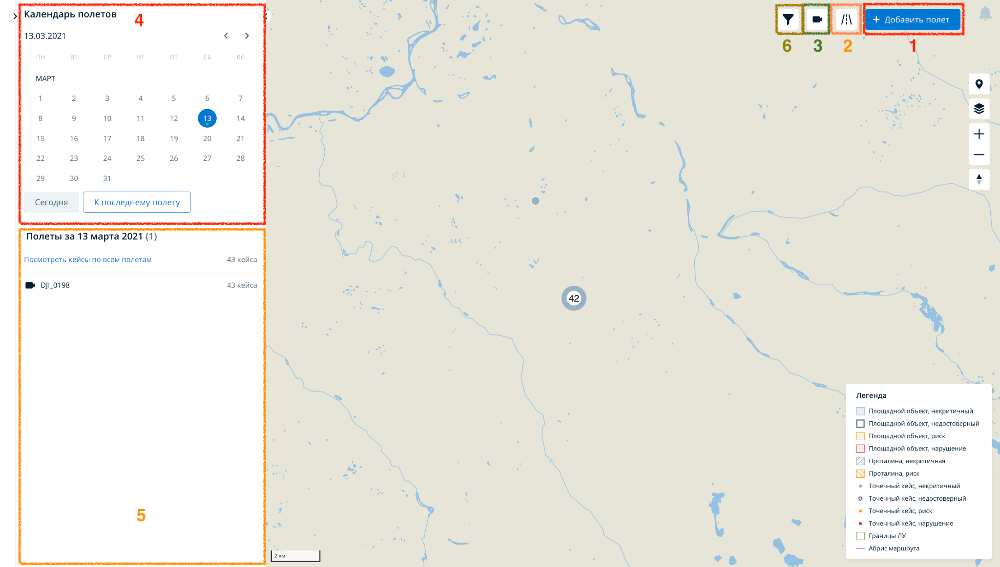 Календарь полетов
4
13.03.2021
ПН ВТ СР ЧТ ПТ СБ ВС
МАРТ
1 2 3 4 5 6 7
8 9 10 11 12 13 14
15 16 17 18 19 20 21
22 23 24 25 26 27 28
29 30 31
Сегодня К последнему полету
Полеты за 13 марта 2021 (1)
Посмотреть кейсы по всем полетам 43 кейса
DJI_0198 43 кейса
5
+ Добавить полет
6 3 2 1
42
2 км
Легенда
Площадной объект, некритичный
Площадной объект, недостоверный
Площадной объект, риск
Площадной объект, нарушение
Проталина, некритичная
Проталина, риск
Точечный кейс, некритичный
Точечный кейс, недостоверный
Точечный кейс, риск
Точечный кейс, нарушение
Границы ЛУ
Абрис маршрута